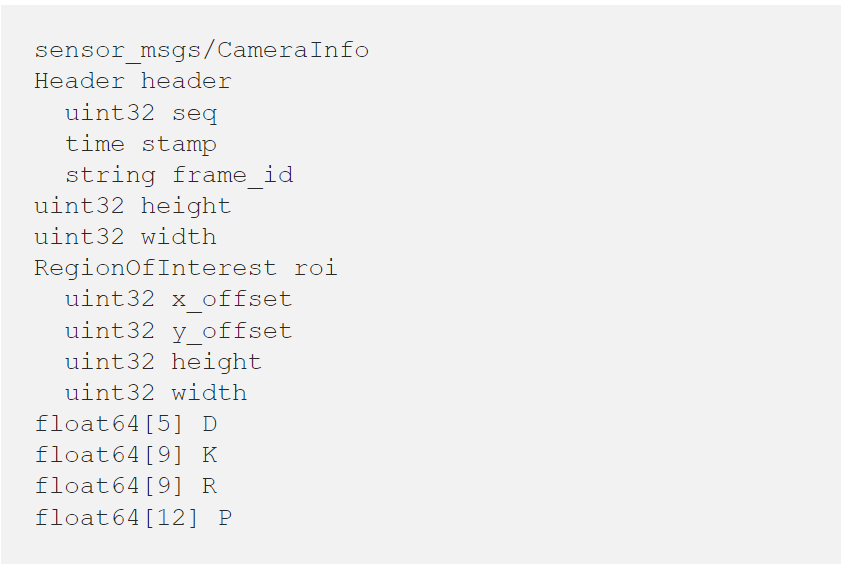 sensor_msgs/CameraInfo
Header header
  uint32 seq
  time stamp
  string frame_id
uint32 height
uint32 width
RegionOfInterest roi
  uint32 x_offset
  uint32 y_offset
  uint32 height
  uint32 width
float64[5] D
float64[9] K
float64[9] R
float64[12] P